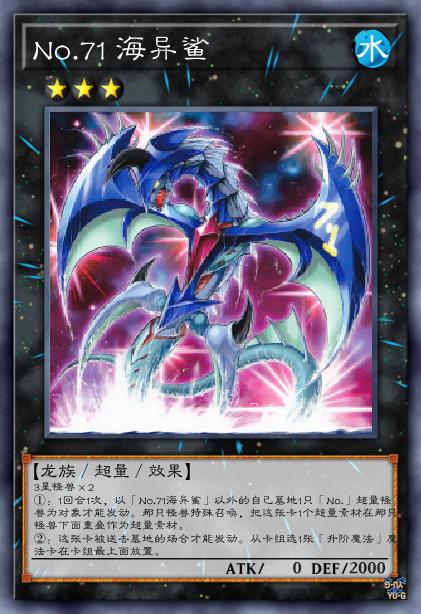 No.71 海异鲨
水
71
【龙族／超量／效果】
3星怪兽×2
①：1回合1次，以「No.71海异鲨」以外的自己墓地1只「No.」超量怪
兽为对象才能发动。那只怪兽特殊召唤，把这张卡1个超量素材在那只
怪兽下面重叠作为超量素材。
②：这张卡被送去墓地的场合才能发动。从卡组选1张「升阶魔法」魔
法卡在卡组最上面放置。
ATK/ 0 DEF/2000